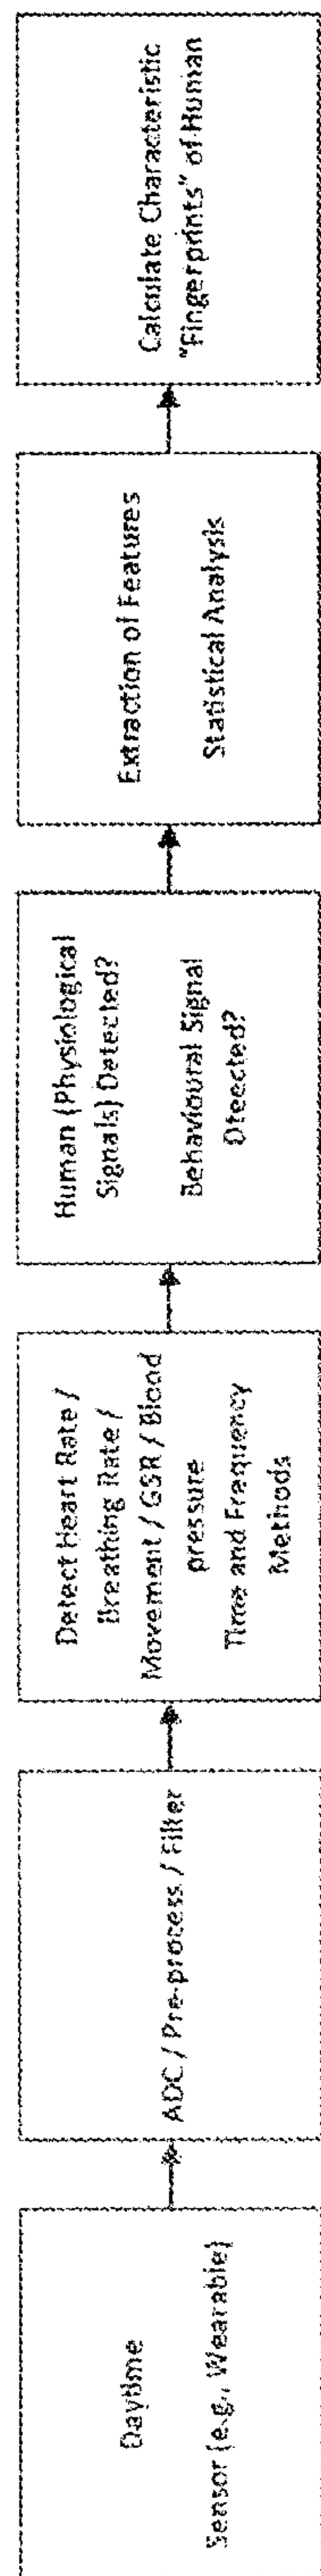 Daytime
Sensor (e.g., Wearable)
ADC / Pre-process / Filter
Detect Heart Rate /
Breathing Rate /
Movement / GSR / Blood
pressure
Time and Frequency
Methods
Human (Physiological
Signals) Detected?
Behavioural Signal
Dteected?
Extraction of Features
Statistical Analysis
Calculate Characteristic
"Fingerprints" of Human